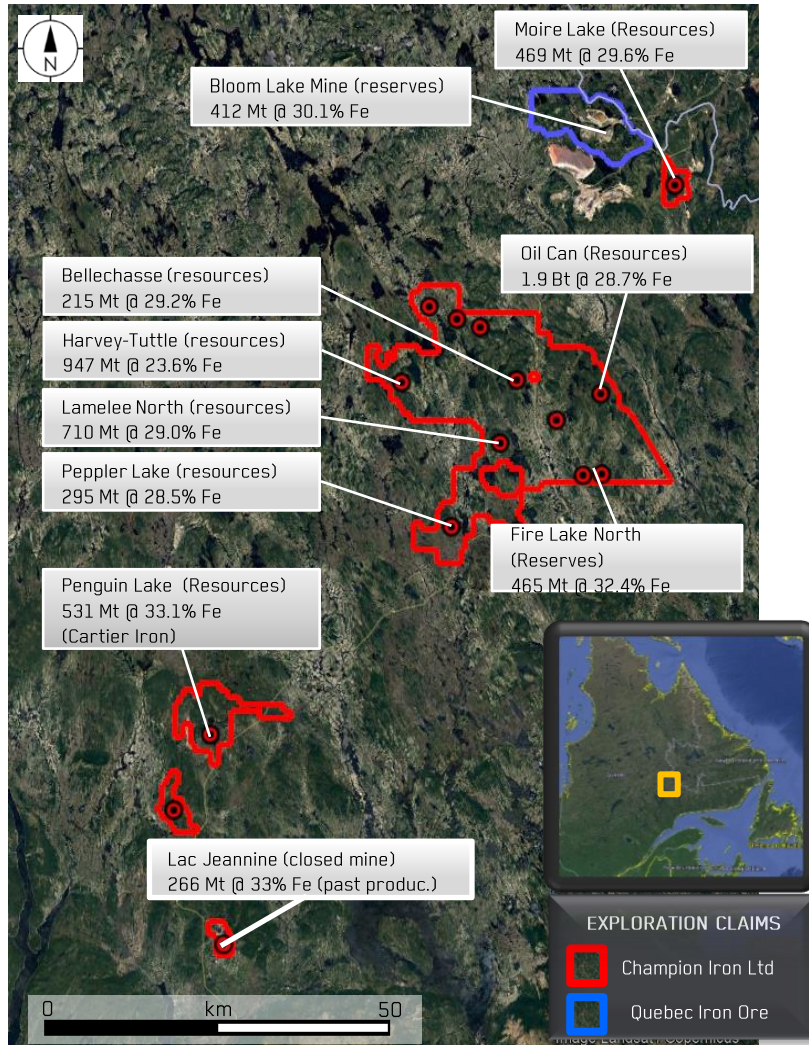 N
Moire Lake (Resources)
469 Mt @ 29.6% Fe
Bloom Lake Mine (reserves)
412 Mt @ 30.1% Fe
Oil Can (Resources)
1.9 Bt @ 28.7% Fe
Bellechasse (resources)
215 Mt @ 29.2% Fe
Harvey-Tuttle (resources)
947 Mt @ 23.6% Fe
Lamelee North (resources)
710 Mt @ 29.0% Fe
Peppler Lake (resources)
295 Mt @ 28.5% Fe
Fire Lake North
(Reserves)
465 Mt @ 32.4% Fe
Penguin Lake (Resources)
531 Mt @ 33.1% Fe
(Cartier Iron)
Lac Jeannine (closed mine)
266 Mt @ 33% Fe (past produc.)
EXPLORATION CLAIMS
Champion Iron Ltd
Quebec Iron Ore
0 km 50
Image Landsat / Copernicus